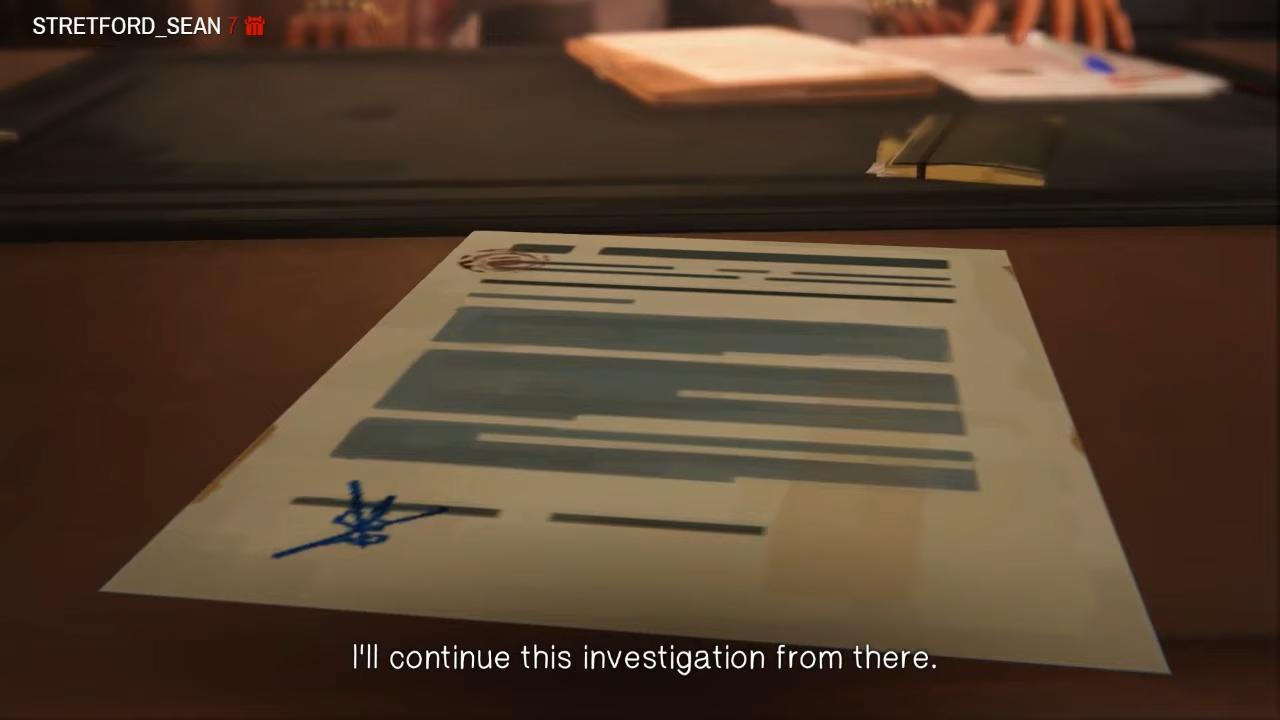 STRETFORD_SEAN 7
I'll continue this investigation from there.